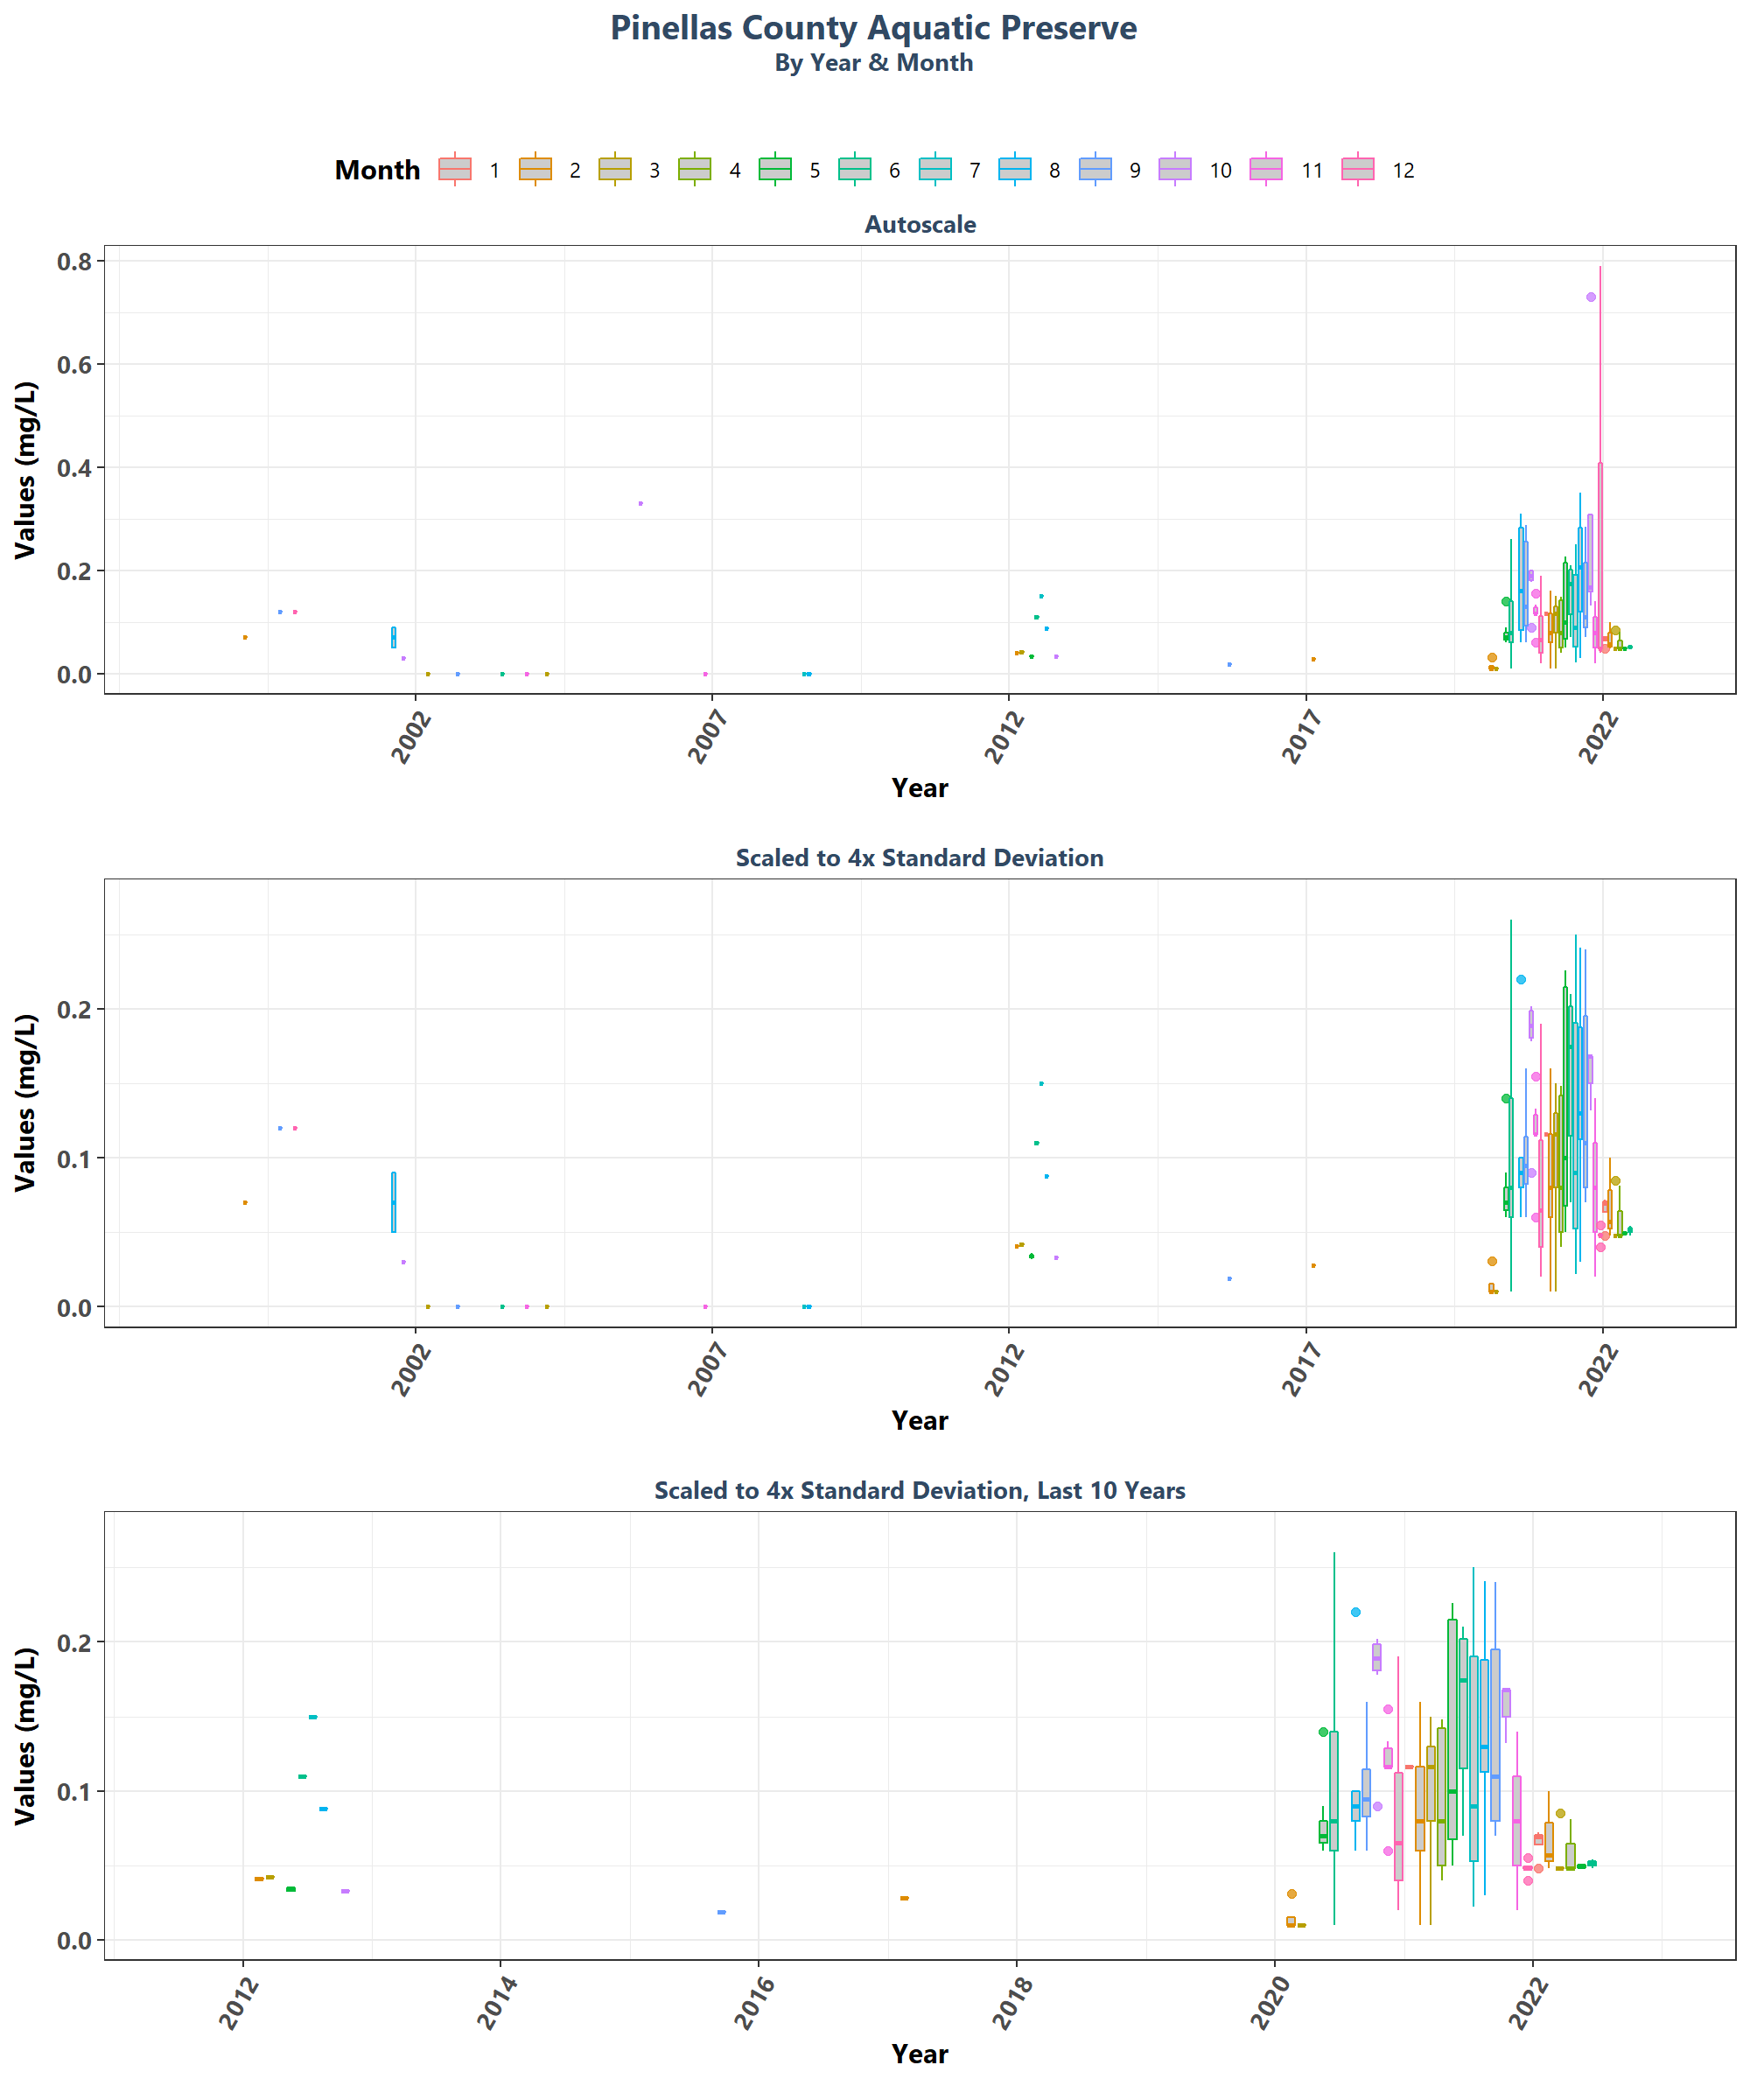 Pinellas County Aquatic Preserve
By Year & Month
Month 1 2 3 4 5 6 7 8 9 10 11 12
Autoscale
Values (mg/L)
0.8
0.6
0.4
0.2
0.0
2002 2007 2012 2017 2022
Year
Scaled to 4x Standard Deviation
Values (mg/L)
0.2
0.1
0.0
2002 2007 2012 2017 2022
Year
Scaled to 4x Standard Deviation, Last 10 Years
Values (mg/L)
0.2
0.1
0.0
2012 2014 2016 2018 2020 2022
Year